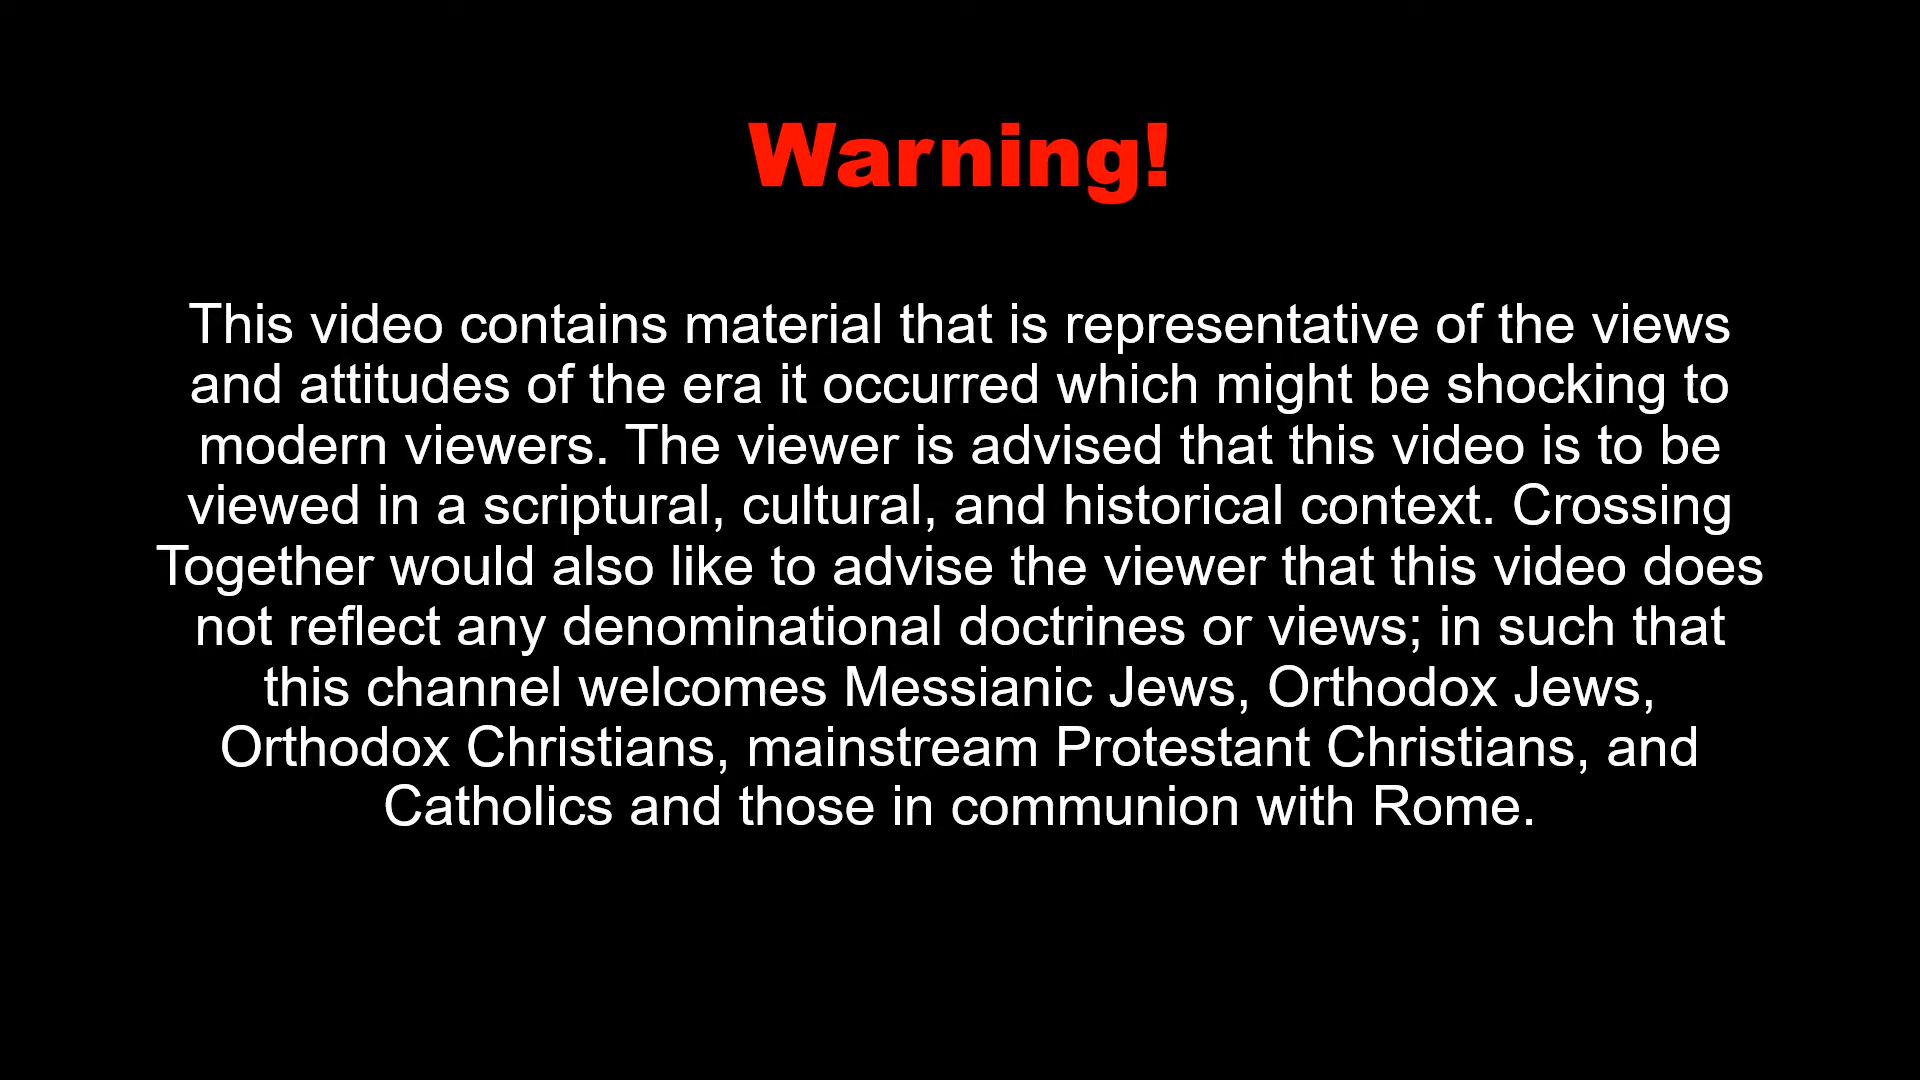 Warning!
This video contains material that is representative of the views
and attitudes of the era it occurred which might be shocking to
modern viewers. The viewer is advised that this video is to be
viewed in a scriptural, cultural, and historical context. Crossing
Together would also like to advise the viewer that this video does
not reflect any denominational doctrines or views; in such that
this channel welcomes Messianic Jews, Orthodox Jews,
Orthodox Christians, mainstream Protestant Christians, and
Catholics and those in communion with Rome.